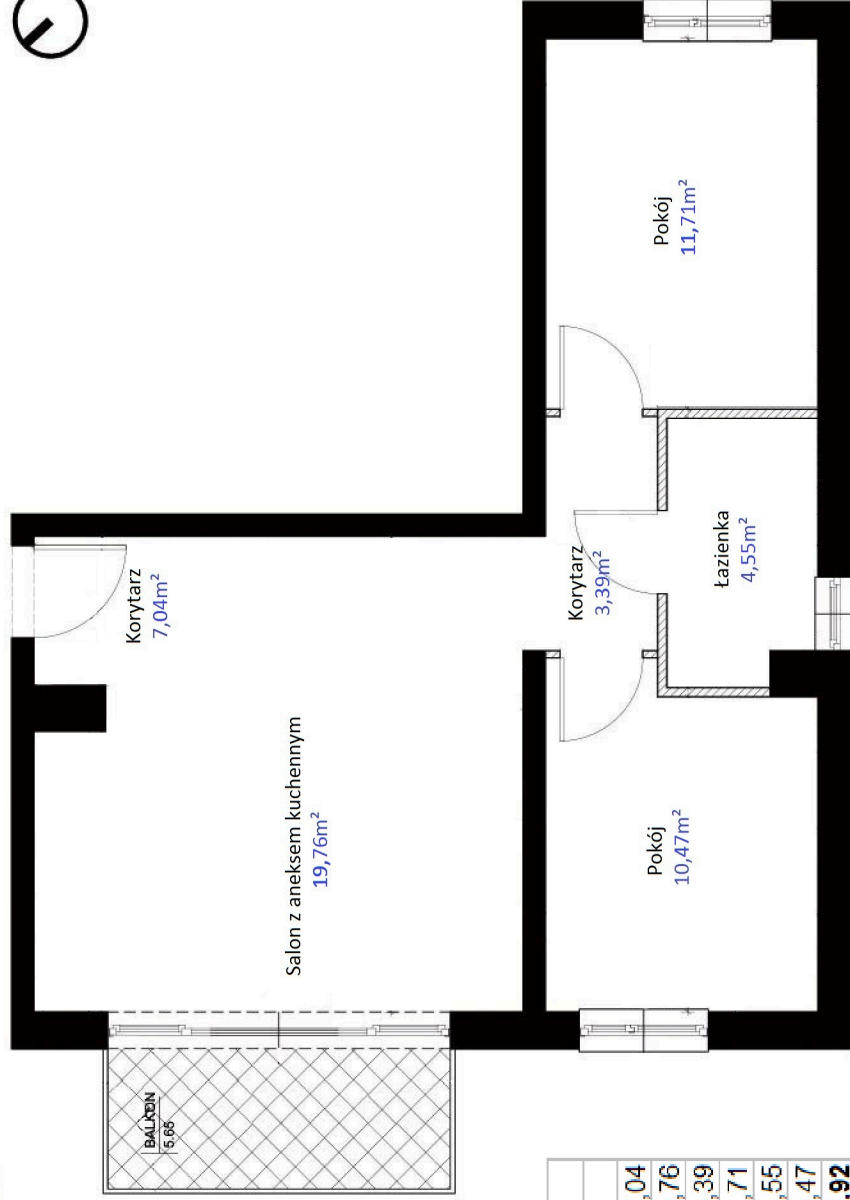 Pokój
11,71m²
Korytarz
7,04m²
Korytarz
3,39m²
Łazienka
4,55m²
Salon z aneksem kuchennym
19,76m²
Pokój
10,47m²
BALKON
5.65
,04
,76
,39
,71
,55
,47
92